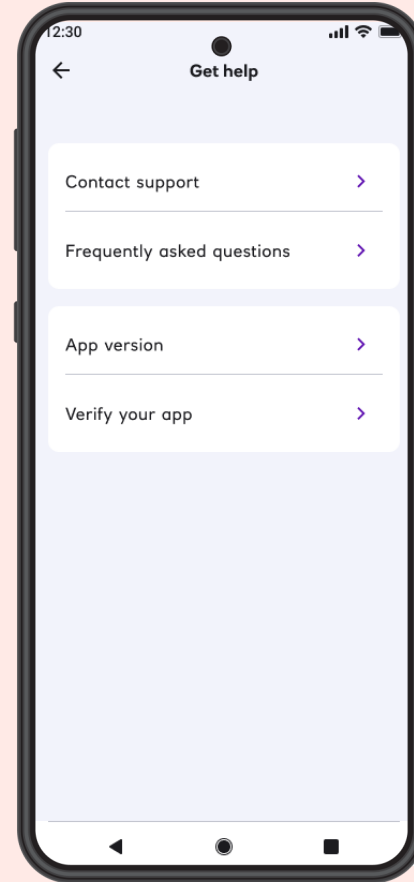 12:30
Get help
Contact support
Frequently asked questions
App version
Verify your app